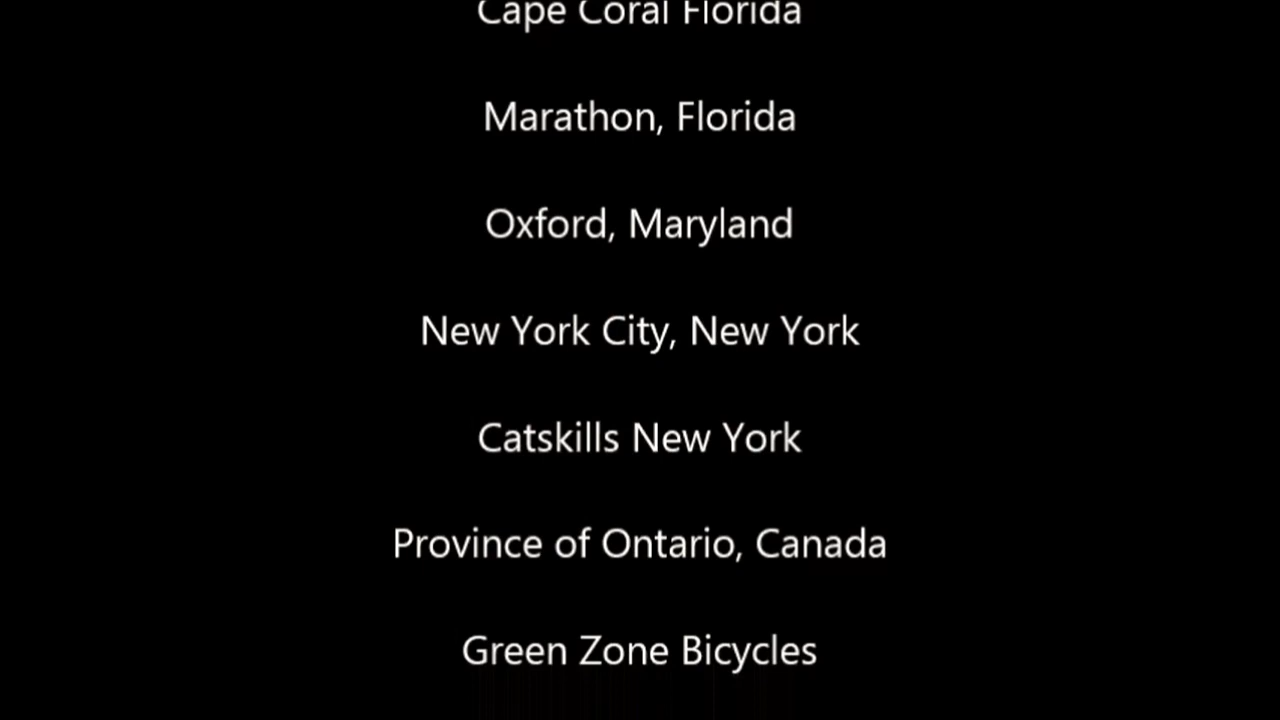 Cape Coral Florida
Marathon, Florida
Oxford, Maryland
New York City, New York
Catskills New York
Province of Ontario, Canada
Green Zone Bicycles